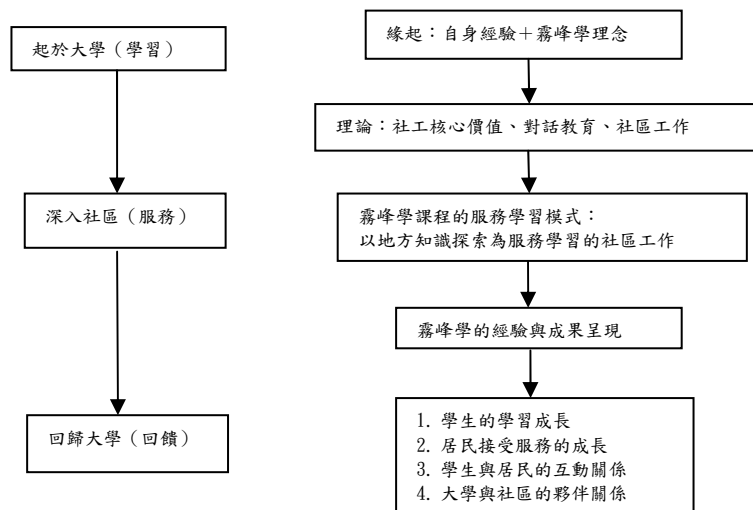 起於大學（學習）
深入社區（服務）
回歸大學（回饋）
緣起：自身經驗＋霧峰學理念
理論：社工核心價值、對話教育、社區工作
霧峰學課程的服務學習模式：
以地方知識探索為服務學習的社區工作
霧峰學的經驗與成果呈現
1. 學生的學習成長
2. 居民接受服務的成長
3. 學生與居民的互動關係
4. 大學與社區的夥伴關係